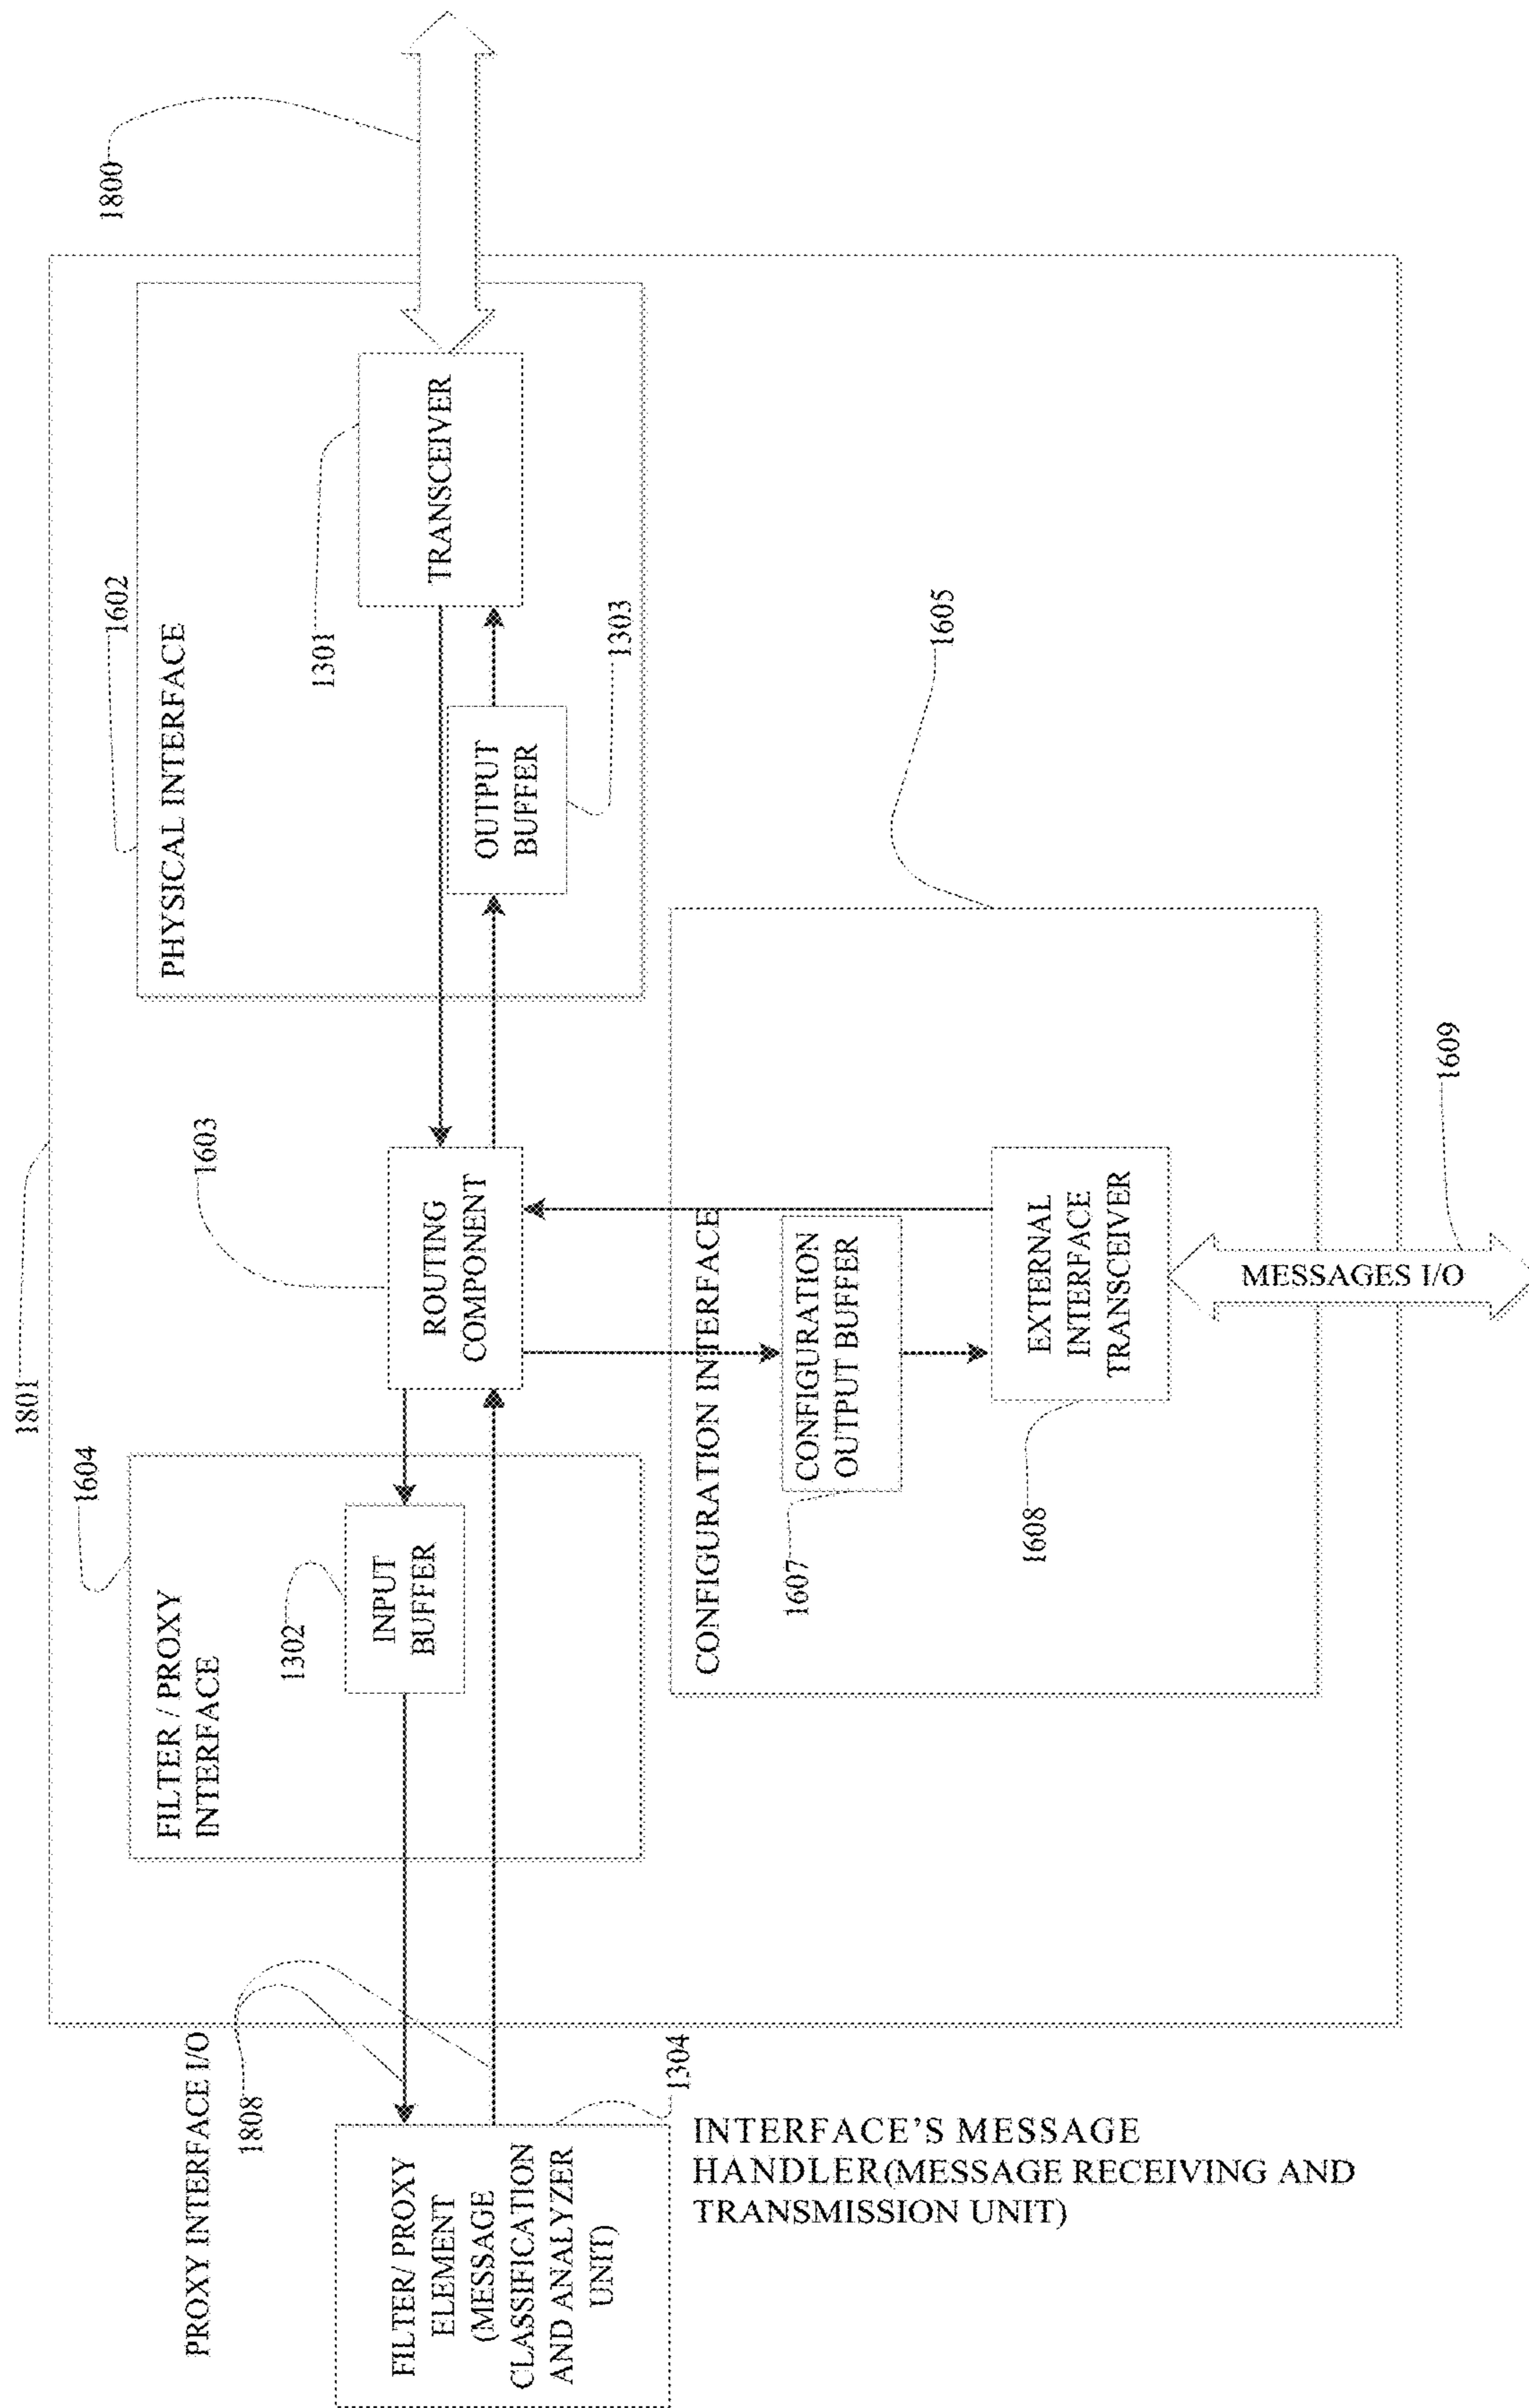 PROXY INTERFACE I/O
1808
FILTER/ PROXY
ELEMENT
(MESSAGE
CLASSIFICATION
AND ANALYZER
UNIT)
1304
INTERFACE'S MESSAGE
HANDLER(MESSAGE RECEIVING AND
TRANSMISSION UNIT)
1801
1604
FILTER / PROXY
INTERFACE
1302
INPUT
BUFFER
1603
ROUTING
COMPONENT
1602
PHYSICAL INTERFACE
1301
TRANSCEIVER
OUTPUT
BUFFER
1303
1800
CONFIGURATION INTERFACE
1605
CONFIGURATION
OUTPUT BUFFER
1607
EXTERNAL
INTERFACE
TRANSCEIVER
1608
MESSAGES I/O
1609